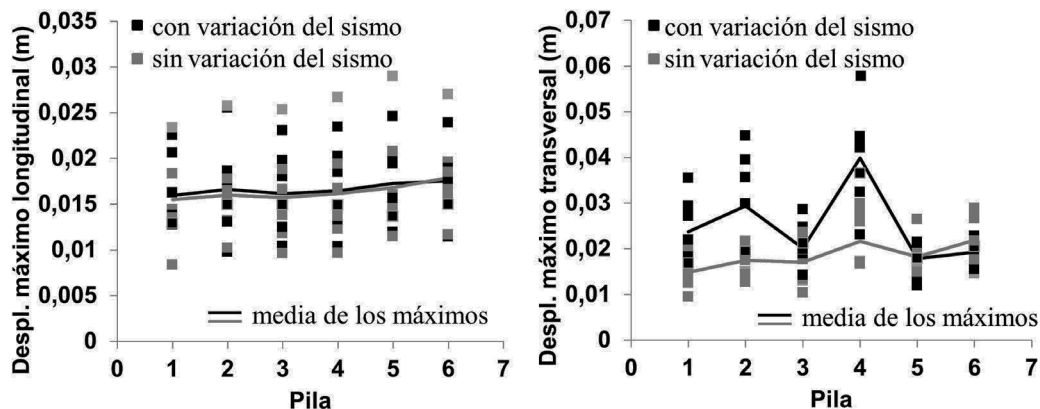 Despl. máximo longitudinal (m)
0,035
0,03
0,025
0,02
0,015
0,01
0,005
0
con variación del sismo
sin variación del sismo
media de los máximos
0 1 2 3 4 5 6 7
Pila
Despl. máximo transversal (m)
0,07
0,06
0,05
0,04
0,03
0,02
0,01
0
con variación del sismo
sin variación del sismo
media de los máximos
0 1 2 3 4 5 6 7
Pila